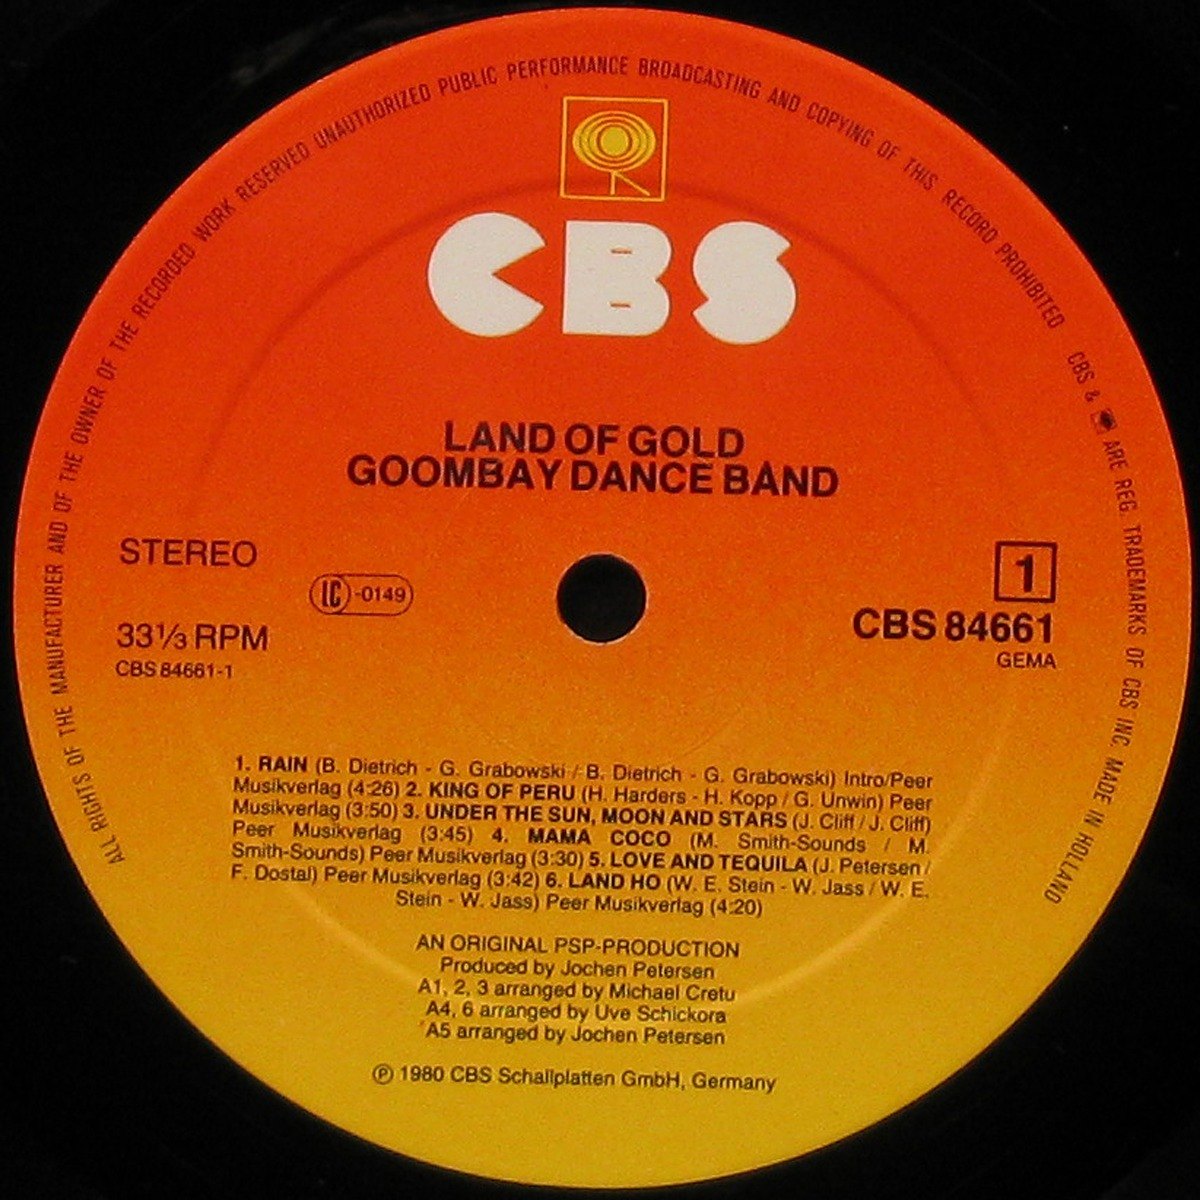 ALL RIGHTS OF THE MANUFACTURER AND OF THE OWNER OF THE RECORDED WORK RESERVED UNAUTHORIZED PUBLIC PERFORMANCE BROADCASTING AND COPYING OF THIS RECORD PROHIBITED CBS & ARE REG. TRADEMARKS OF CBS INC. MADE IN HOLLAND
CBS
LAND OF GOLD
GOOMBAY DANCE BAND
STEREO
LC-0149
33⅓ RPM
CBS 84661-1
1
CBS 84661
GEMA
1. RAIN (B. Dietrich - G. Grabowski / B. Dietrich - G. Grabowski) Intro/Peer
Musikverlag (4:26) 2. KING OF PERU (H. Harders - H. Kopp / G. Unwin) Peer
Musikverlag (3:50) 3. UNDER THE SUN, MOON AND STARS (J. Cliff / J. Cliff)
Peer Musikverlag (3:45) 4. MAMA COCO (M. Smith-Sounds / M.
Smith-Sounds) Peer Musikverlag (3:30) 5. LOVE AND TEQUILA (J. Petersen /
F. Dostal) Peer Musikverlag (3:42) 6. LAND HO (W. E. Stein - W. Jass / W. E.
Stein - W. Jass) Peer Musikverlag (4:20)
AN ORIGINAL PSP-PRODUCTION
Produced by Jochen Petersen
A1, 2, 3 arranged by Michael Cretu
A4, 6 arranged by Uve Schickora
A5 arranged by Jochen Petersen
℗ 1980 CBS Schallplatten GmbH, Germany